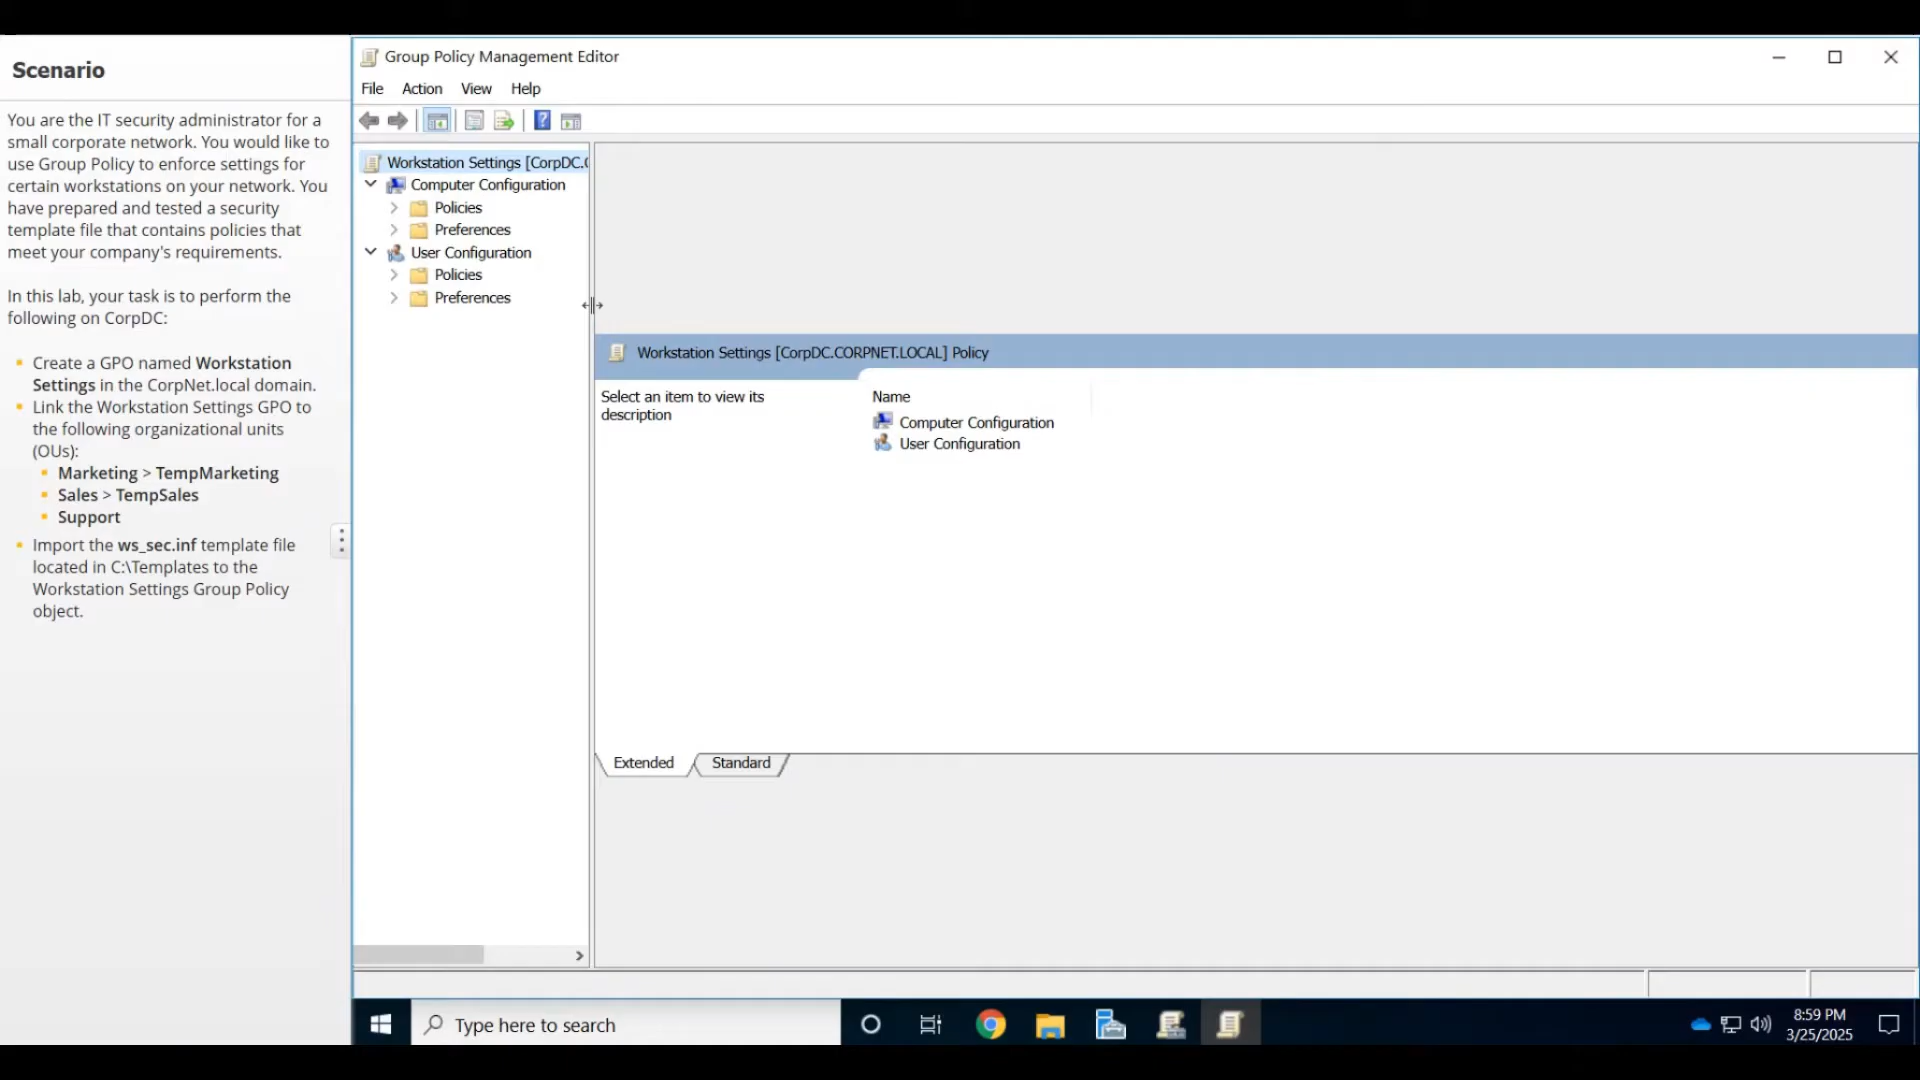 Scenario
You are the IT security administrator for a
small corporate network. You would like to
use Group Policy to enforce settings for
certain workstations on your network. You
have prepared and tested a security
template file that contains policies that
meet your company's requirements.
In this lab, your task is to perform the
following on CorpDC:
Create a GPO named Workstation
Settings in the CorpNet.local domain.
Link the Workstation Settings GPO to
the following organizational units
(OUs):
Marketing > TempMarketing
Sales > TempSales
Support
Import the ws_sec.inf template file
located in C:\Templates to the
Workstation Settings Group Policy
object.
Group Policy Management Editor
File Action View Help
Workstation Settings [CorpDC.
Computer Configuration
Policies
Preferences
User Configuration
Policies
Preferences
Workstation Settings [CorpDC.CORPNET.LOCAL] Policy
Select an item to view its
description
Name
Computer Configuration
User Configuration
Extended Standard
Type here to search
8:59 PM
3/25/2025